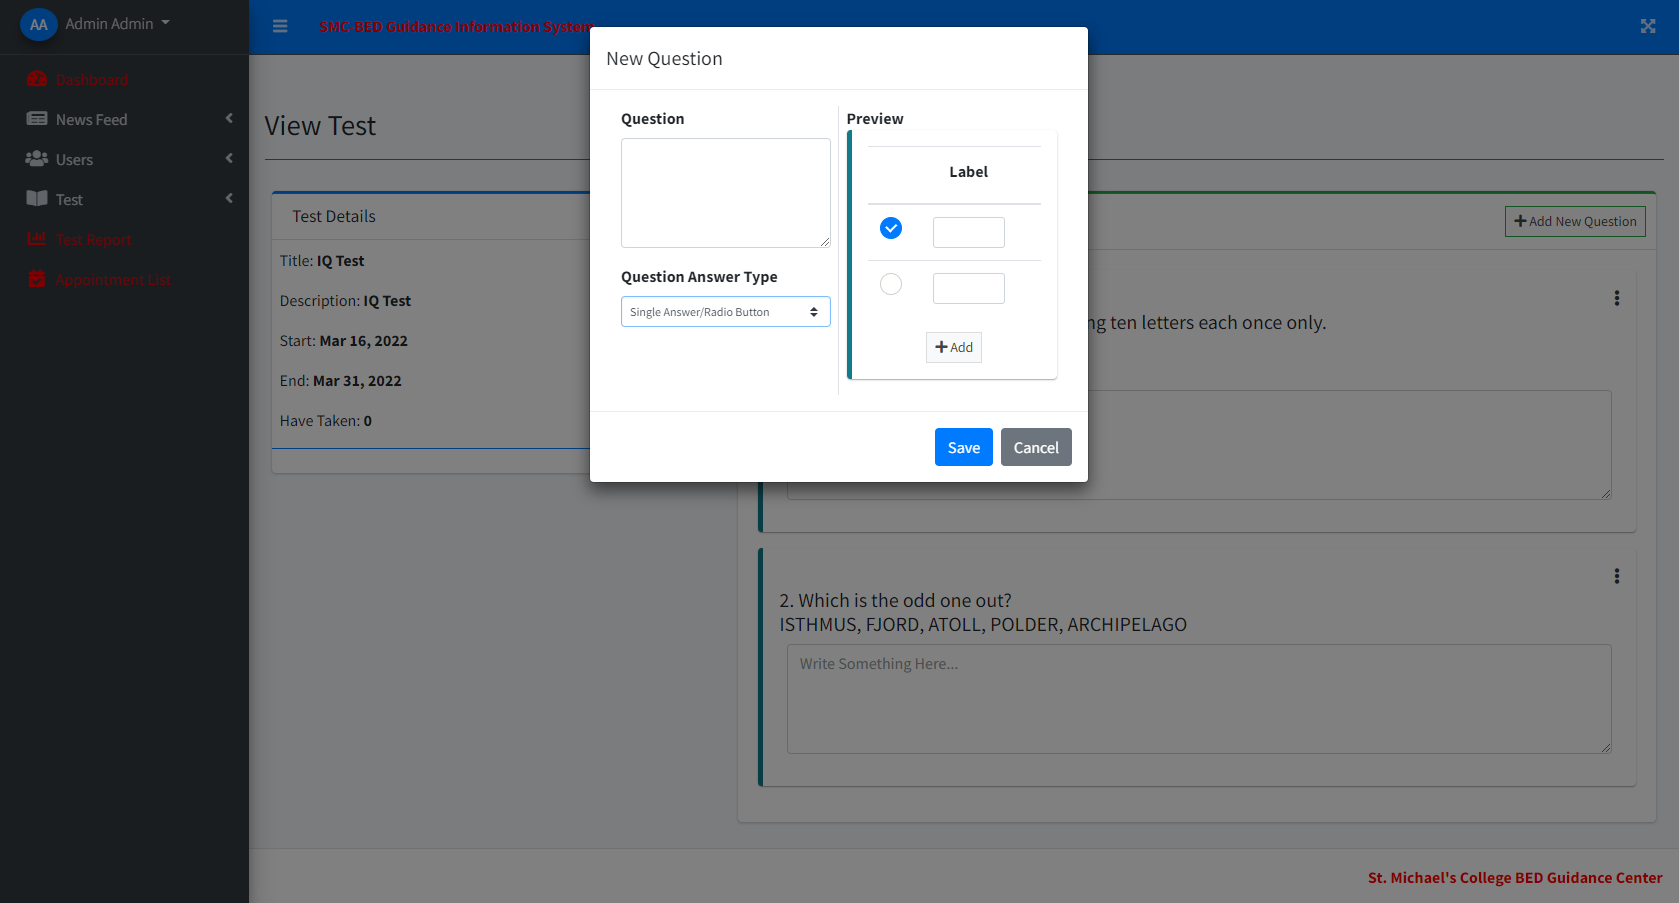 AA
Admin Admin
Dashboard
News Feed
Users
Test
Test Report
Appointment List
SMC-BED Guidance Information System
View Test
Test Details
Title: IQ Test
Description: IQ Test
Start: Mar 16, 2022
End: Mar 31, 2022
Have Taken: 0
New Question
Question
Question Answer Type
Single Answer/Radio Button
Preview
Label
Add
Save
Cancel
Add New Question
ten letters each once only.
2. Which is the odd one out?
ISTHMUS, FJORD, ATOLL, POLDER, ARCHIPELAGO
Write Something Here...
St. Michael's College BED Guidance Center